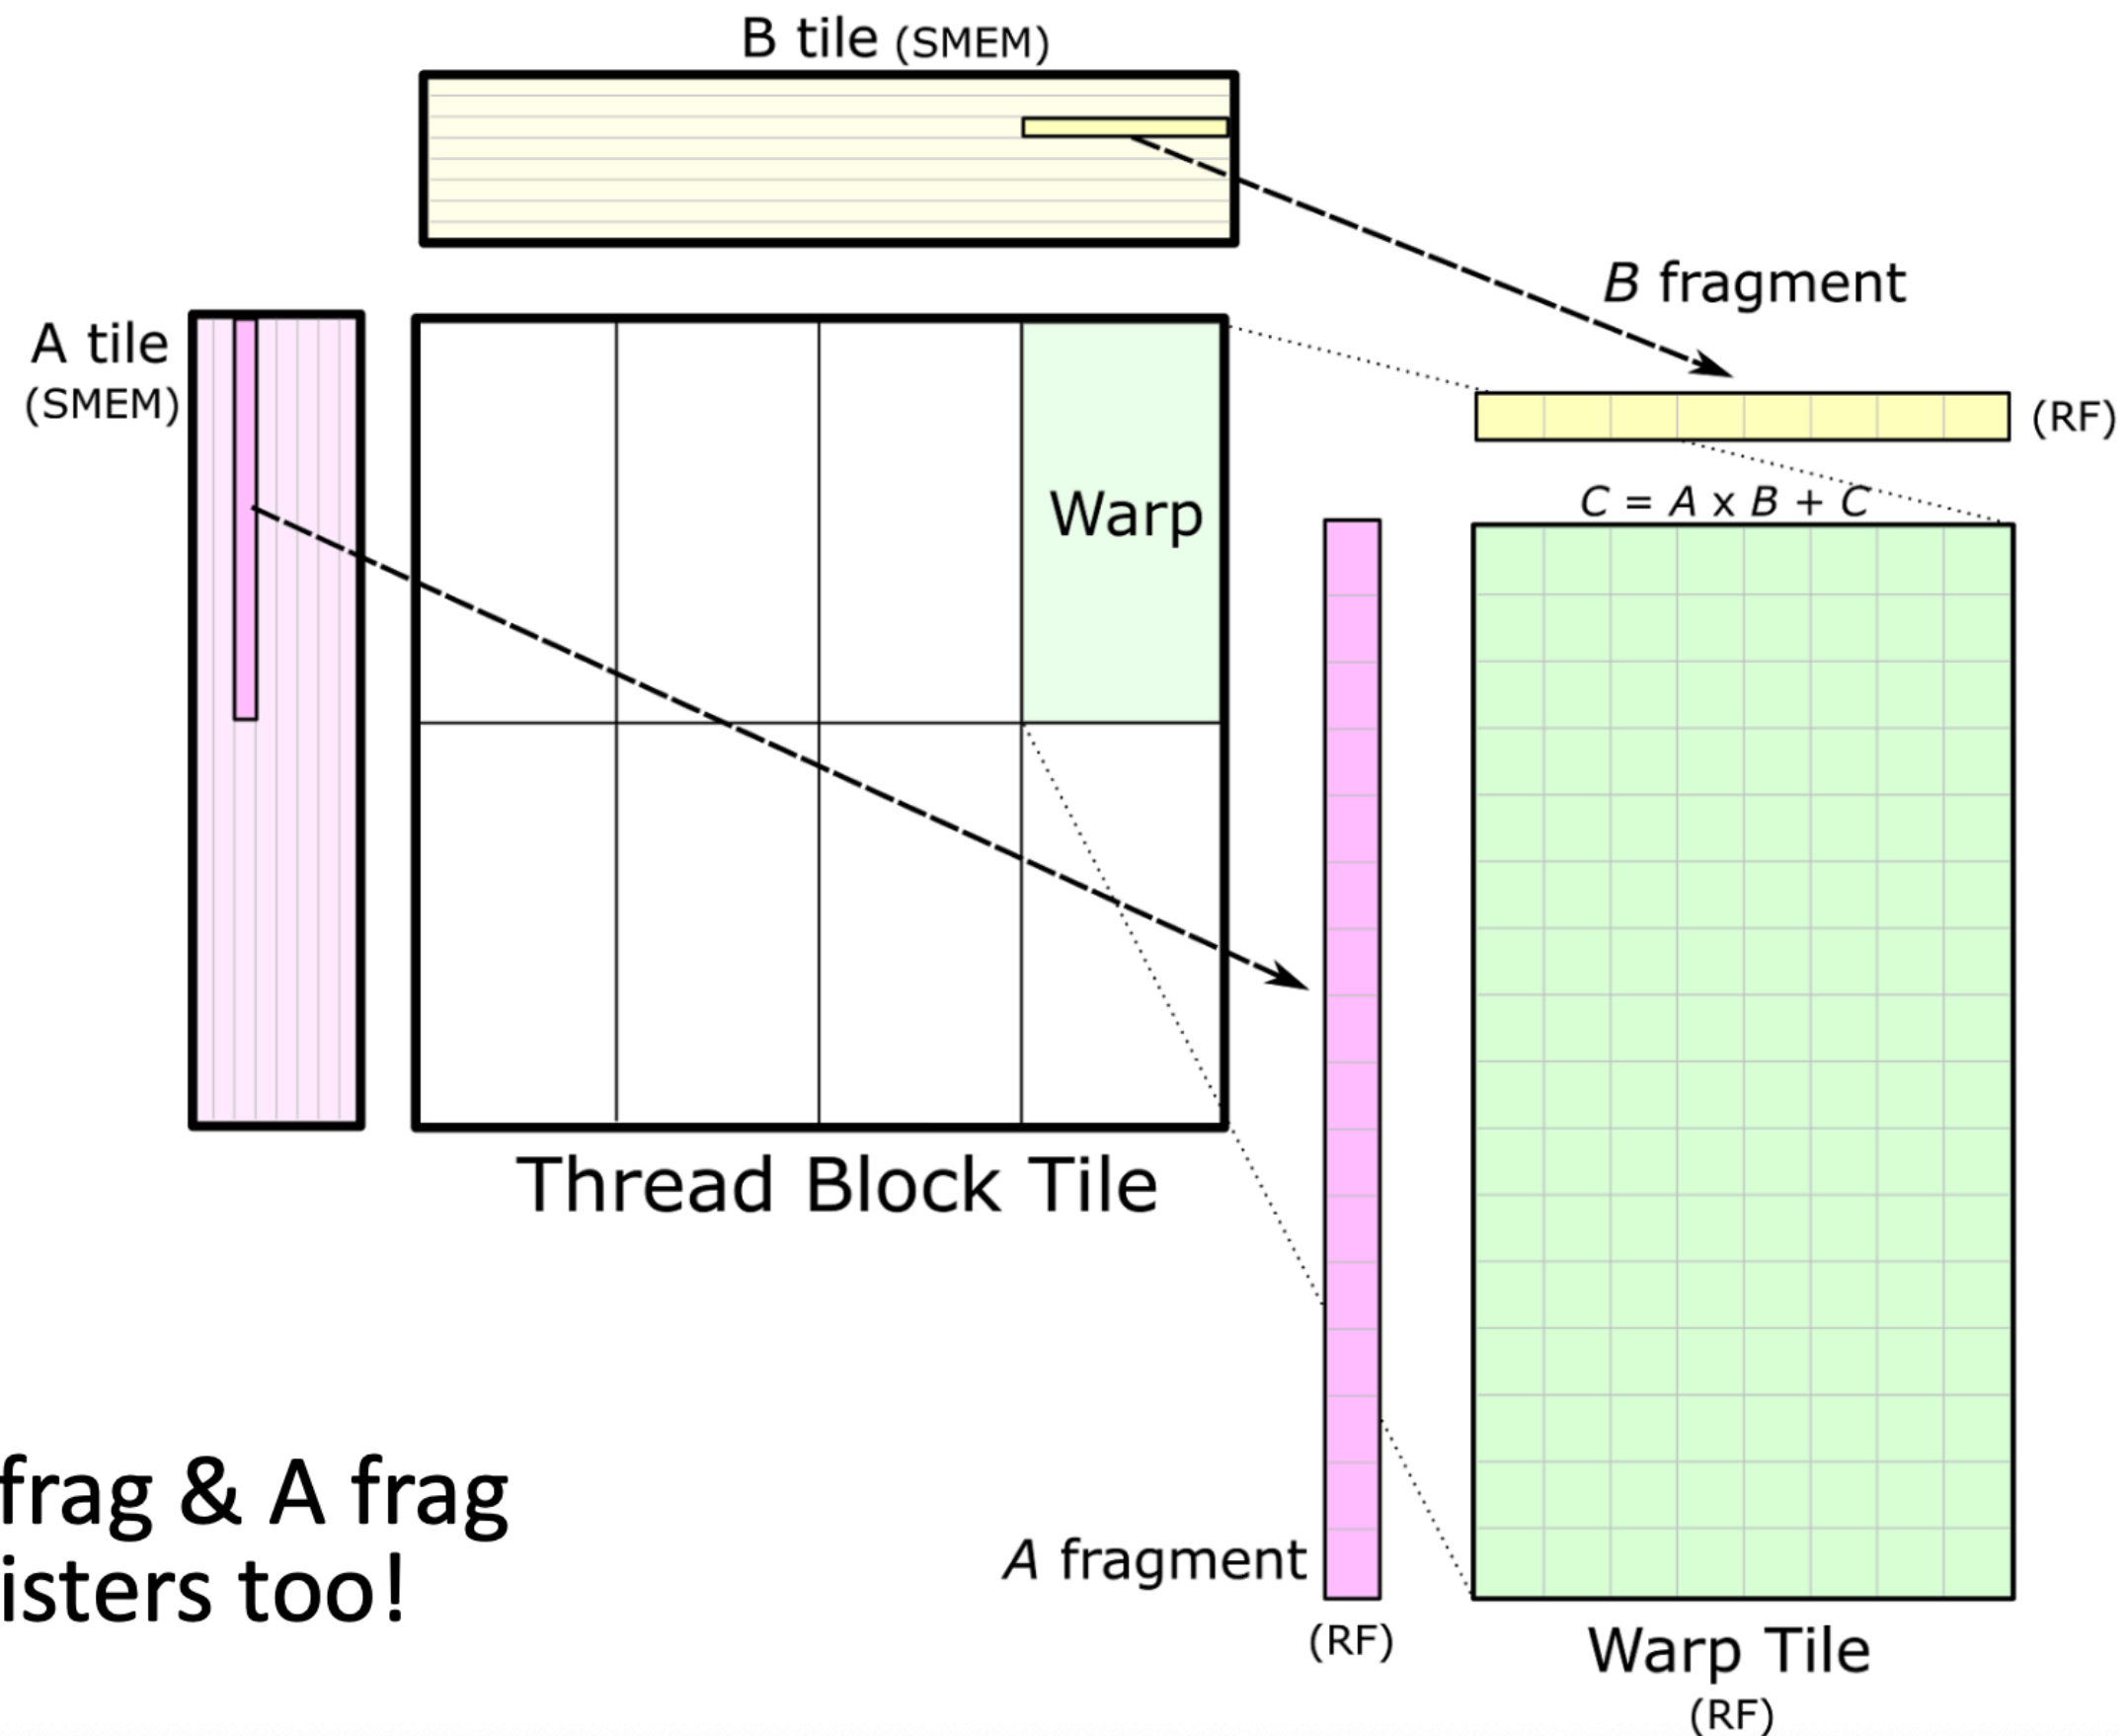 B tile (SMEM)
B fragment
A tile
(SMEM)
(RF)
Warp
C = A x B + C
Thread Block Tile
frag & A frag
isters too!
A fragment
(RF)
Warp Tile
(RF)